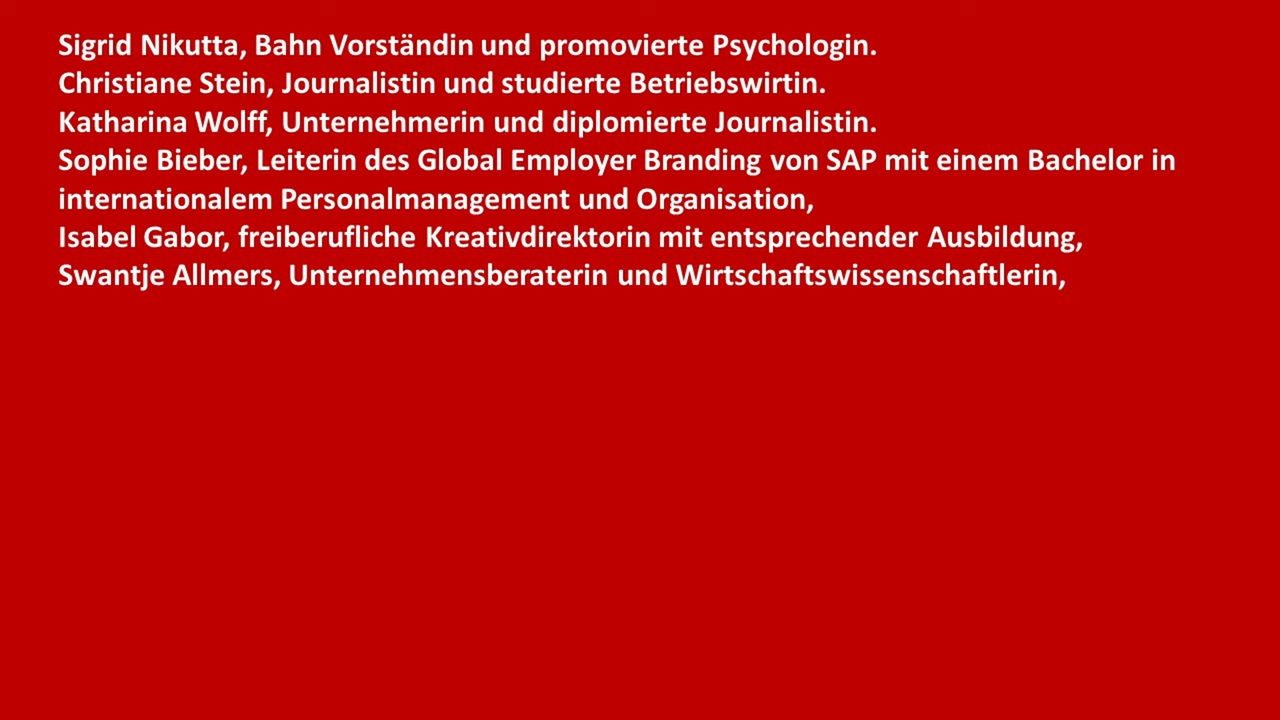 Sigrid Nikutta, Bahn Vorständin und promovierte Psychologin.
Christiane Stein, Journalistin und studierte Betriebswirtin.
Katharina Wolff, Unternehmerin und diplomierte Journalistin.
Sophie Bieber, Leiterin des Global Employer Branding von SAP mit einem Bachelor in
internationalem Personalmanagement und Organisation,
Isabel Gabor, freiberufliche Kreativdirektorin mit entsprechender Ausbildung,
Swantje Allmers, Unternehmensberaterin und Wirtschaftswissenschaftlerin,